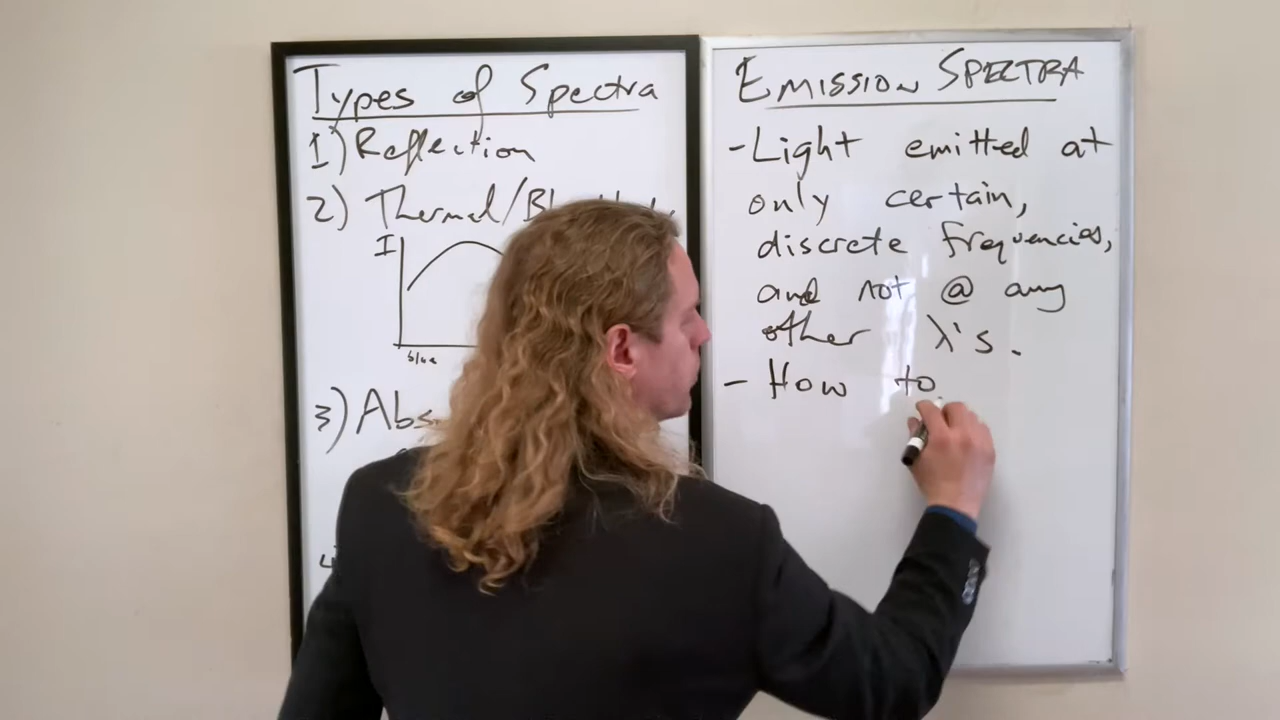 Types of Spectra
1) Reflection
2) Thermal/
I
blue
3) Abs
EMISSION SPECTRA
-Light emitted at
only certain,
discrete frequencies,
and not @ any
other λ's.
- How to